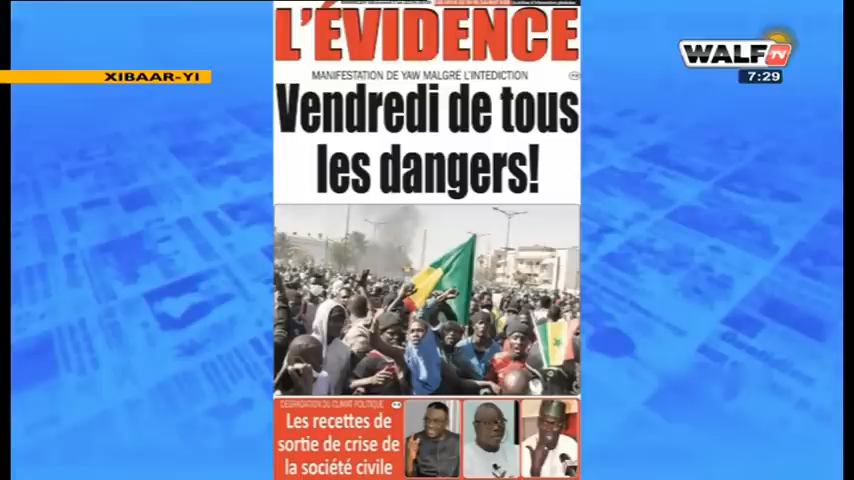 L'ÉVIDENCE
MANIFESTATION DE YAW MALGRÉ L'INTEDICTION
Vendredi de tous
les dangers!
XIBAAR-YI
WALF TV
7:29
DEGRADATION DU CLIMAT POLITIQUE
Les recettes de
sortie de crise de
la société civile